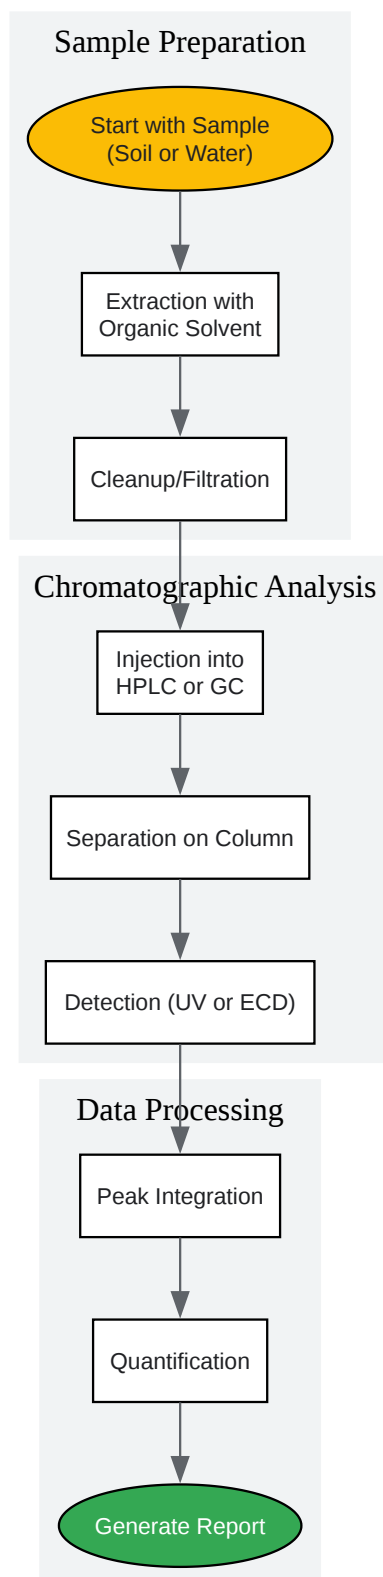 Sample Preparation
Start with Sample
(Soil or Water)
Extraction with
Organic Solvent
Cleanup/Filtration
Chromatographic Analysis
Injection into
HPLC or GC
Separation on Column
Detection (UV or ECD)
Data Processing
Peak Integration
Quantification
Generate Report